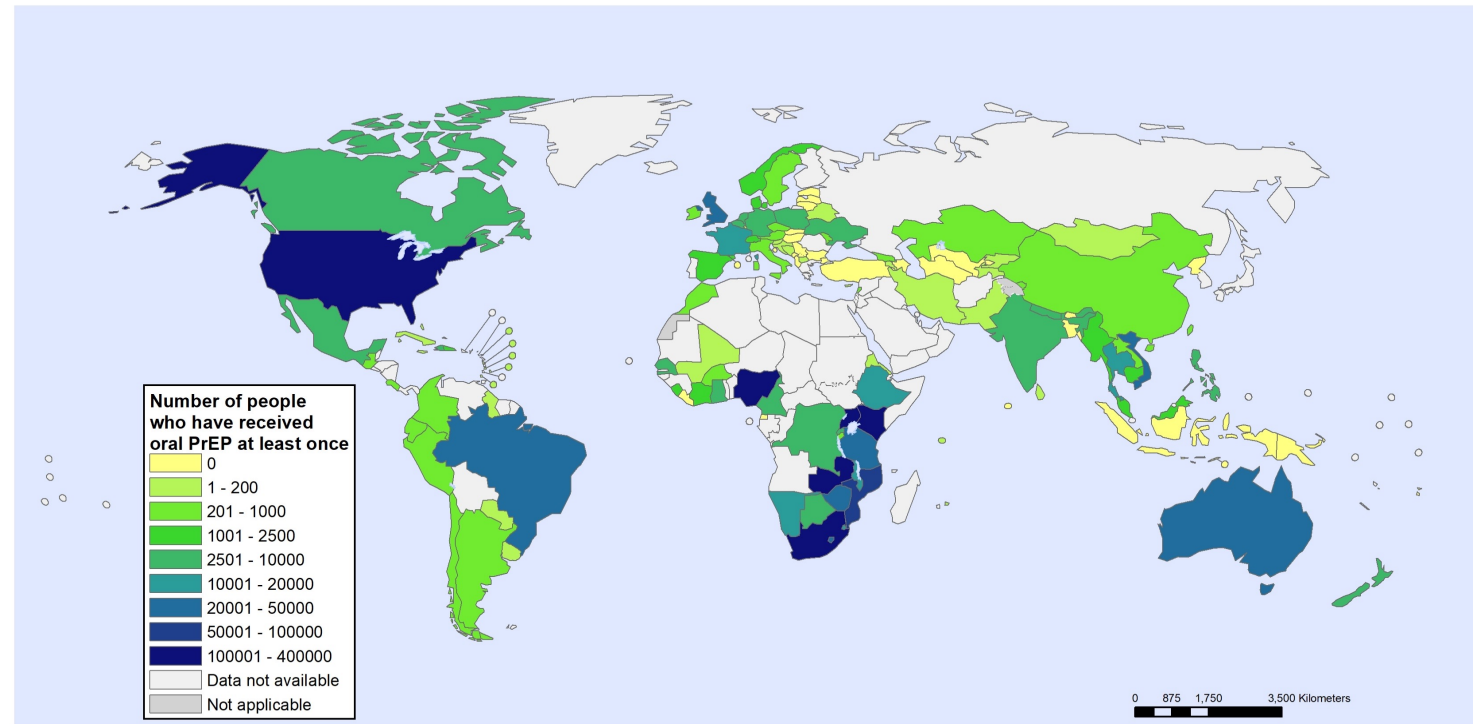 Number of people
who have received
oral PrEP at least once
0
1 - 200
201 - 1000
1001 - 2500
2501 - 10000
10001 - 20000
20001 - 50000
50001 - 100000
100001 - 400000
Data not available
Not applicable
0 875 1,750 3,500 Kilometers